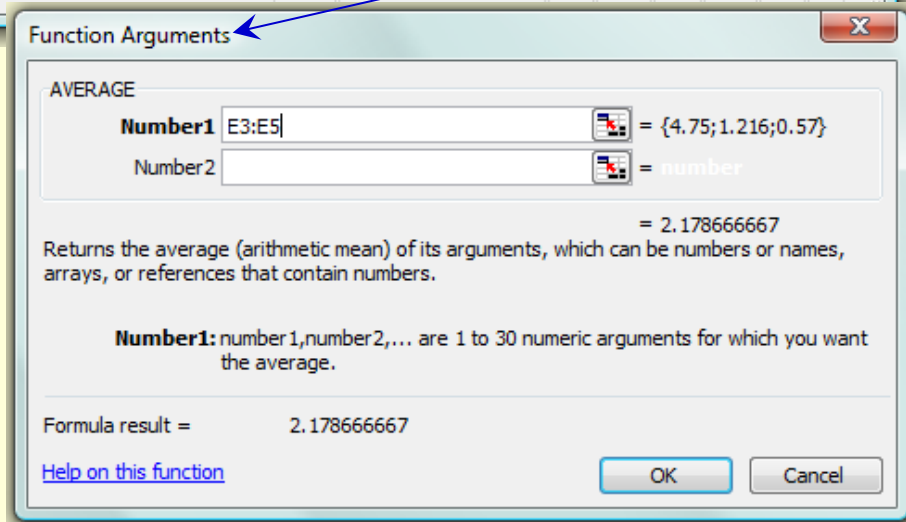 Function Arguments
AVERAGE
Number1 E3:E5 = {4.75;1.216;0.57}
Number2 = number
= 2.178666667
Returns the average (arithmetic mean) of its arguments, which can be numbers or names,
arrays, or references that contain numbers.
Number1: number1,number2,... are 1 to 30 numeric arguments for which you want
the average.
Formula result = 2.178666667
Help on this function
OK Cancel